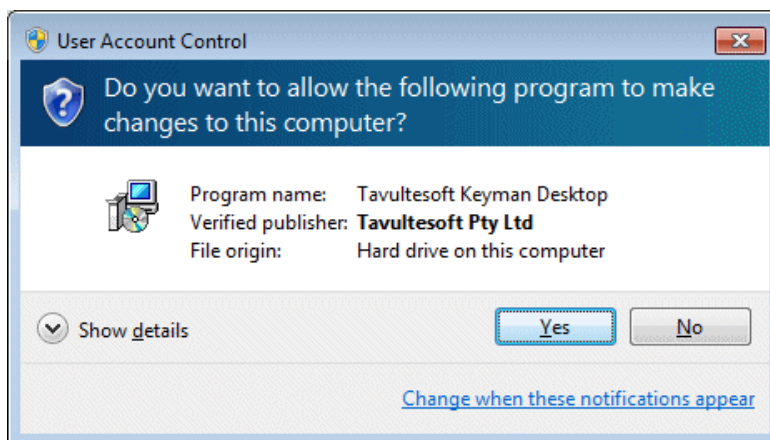 User Account Control
Do you want to allow the following program to make
changes to this computer?
Program name: Tavultesoft Keyman Desktop
Verified publisher: Tavultesoft Pty Ltd
File origin: Hard drive on this computer
Show details
Yes
No
Change when these notifications appear